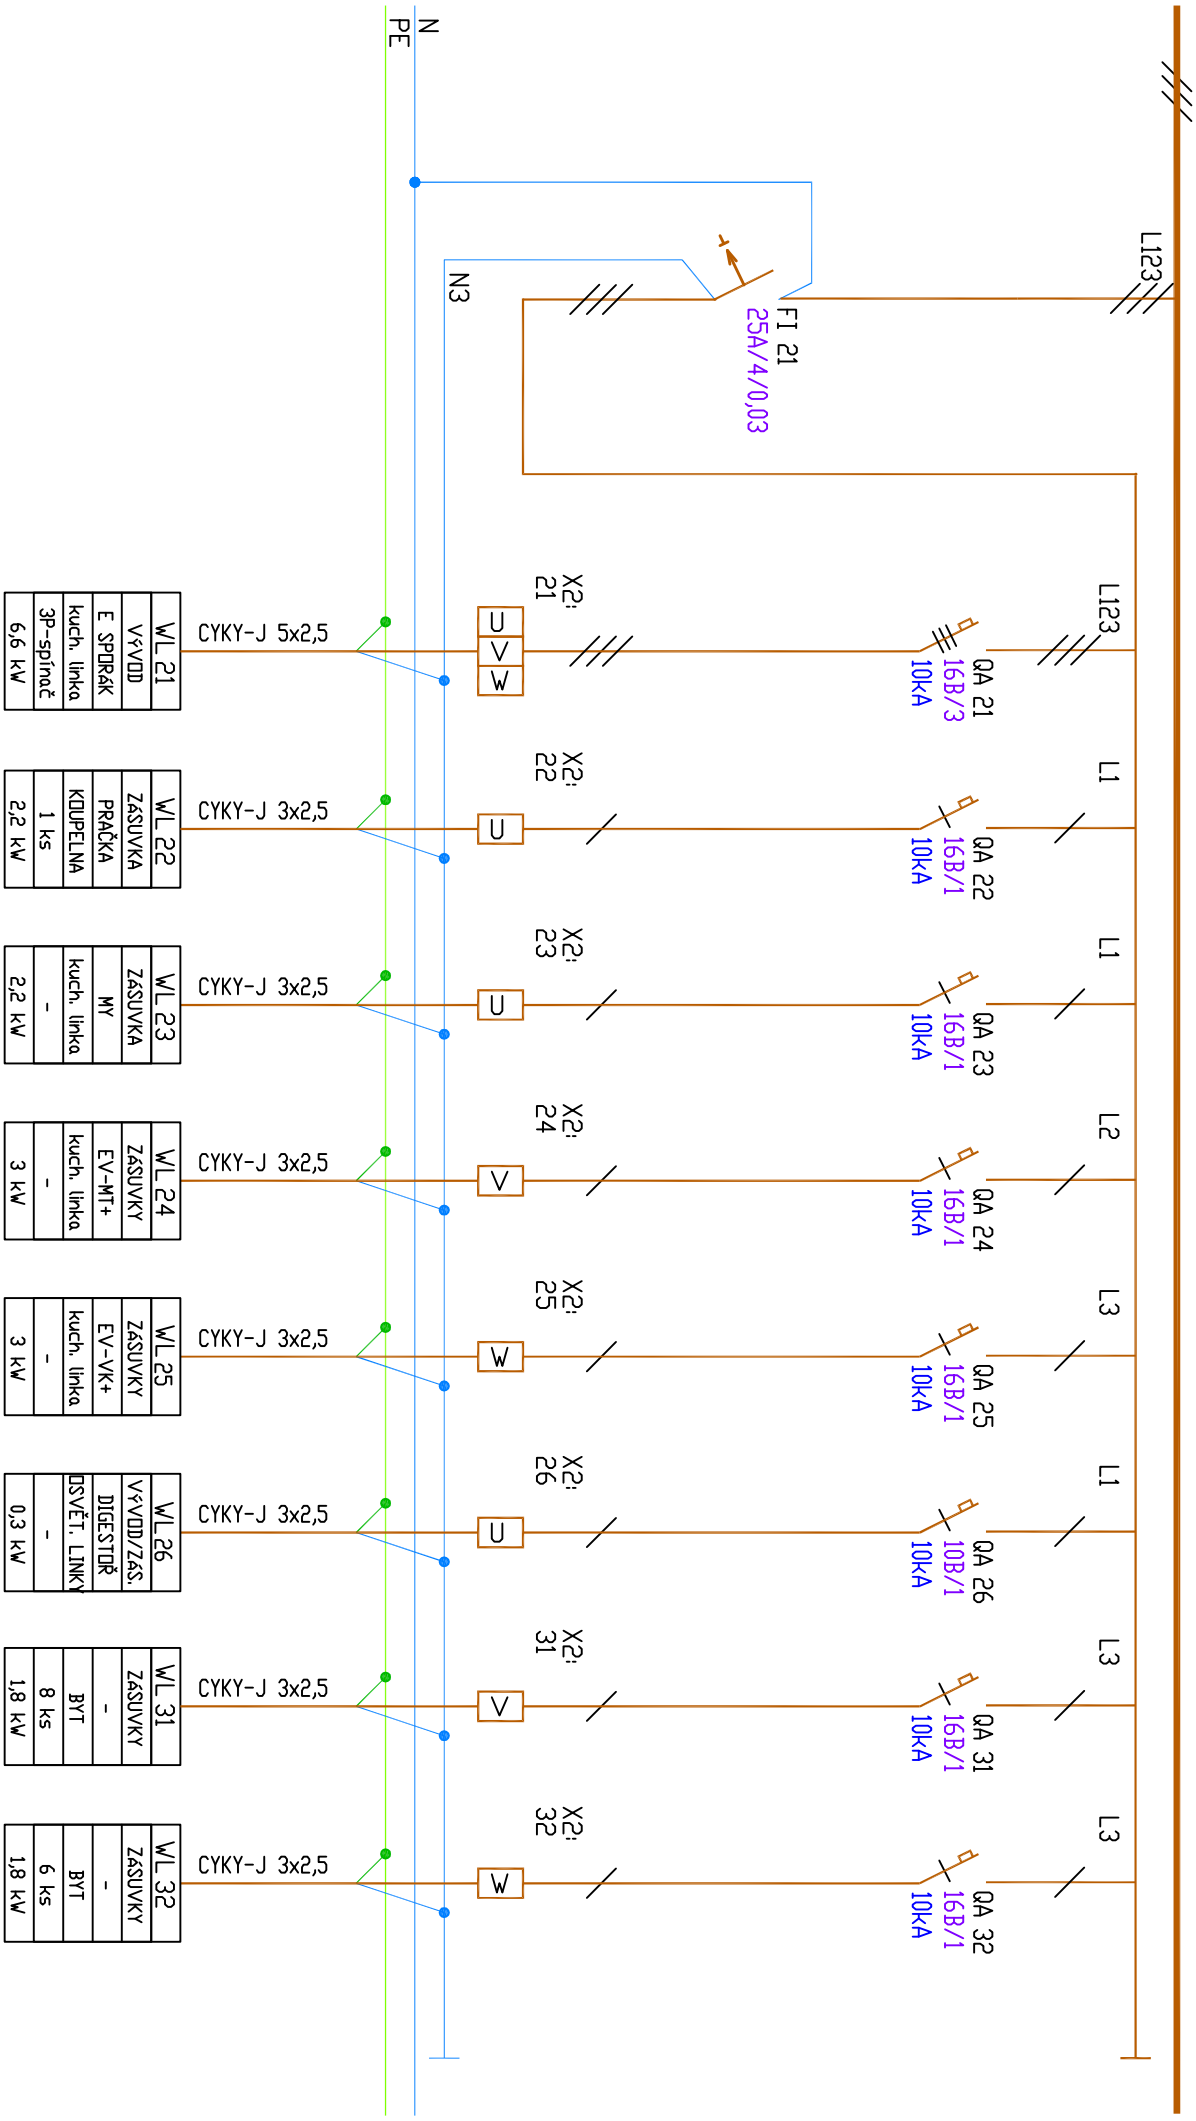 L123
FI 21
25A/4/0,03
N3
N
PE
L123
QA 21
16B/3
10kA
X2:
21
U
V
W
CYKY-J 5x2,5
WL 21
VÝVOD
E SPORÁK
kuch. linka
3P-spínač
6,6 kW
L1
QA 22
16B/1
10kA
X2:
22
U
CYKY-J 3x2,5
WL 22
ZÁSUVKA
PRAČKA
KOUPELNA
1 ks
2,2 kW
L1
QA 23
16B/1
10kA
X2:
23
U
CYKY-J 3x2,5
WL 23
ZÁSUVKA
MY
kuch. linka
-
2,2 kW
L2
QA 24
16B/1
10kA
X2:
24
V
CYKY-J 3x2,5
WL 24
ZÁSUVKY
EV-MT+
kuch. linka
-
3 kW
L3
QA 25
16B/1
10kA
X2:
25
W
CYKY-J 3x2,5
WL 25
ZÁSUVKY
EV-VK+
kuch. linka
-
3 kW
L1
QA 26
10B/1
10kA
X2:
26
U
CYKY-J 3x2,5
WL 26
VÝVOD/ZÁS.
DIGESTOŘ
OSVĚT. LINKY
-
0,3 kW
L3
QA 31
16B/1
10kA
X2:
31
V
CYKY-J 3x2,5
WL 31
ZÁSUVKY
-
BYT
8 ks
1,8 kW
L3
QA 32
16B/1
10kA
X2:
32
W
CYKY-J 3x2,5
WL 32
ZÁSUVKY
-
BYT
6 ks
1,8 kW